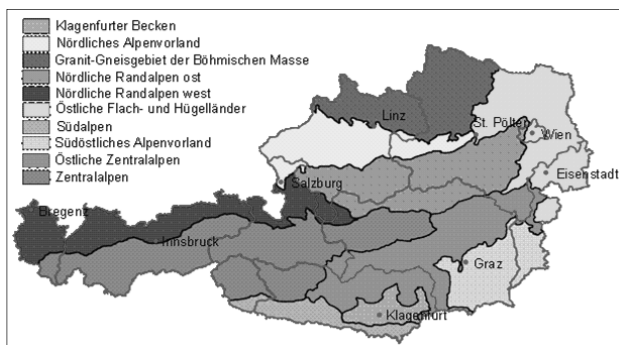 Klagenfurter Becken
Nördliches Alpenvorland
Granit-Gneisgebiet der Böhmischen Masse
Nördliche Randalpen ost
Nördliche Randalpen west
Östliche Flach- und Hügelländer
Südalpen
Südöstliches Alpenvorland
Östliche Zentralalpen
Zentralalpen
Linz
St. Pölten
Wien
Eisenstadt
Salzburg
Bregenz
Innsbruck
Graz
Klagenfurt